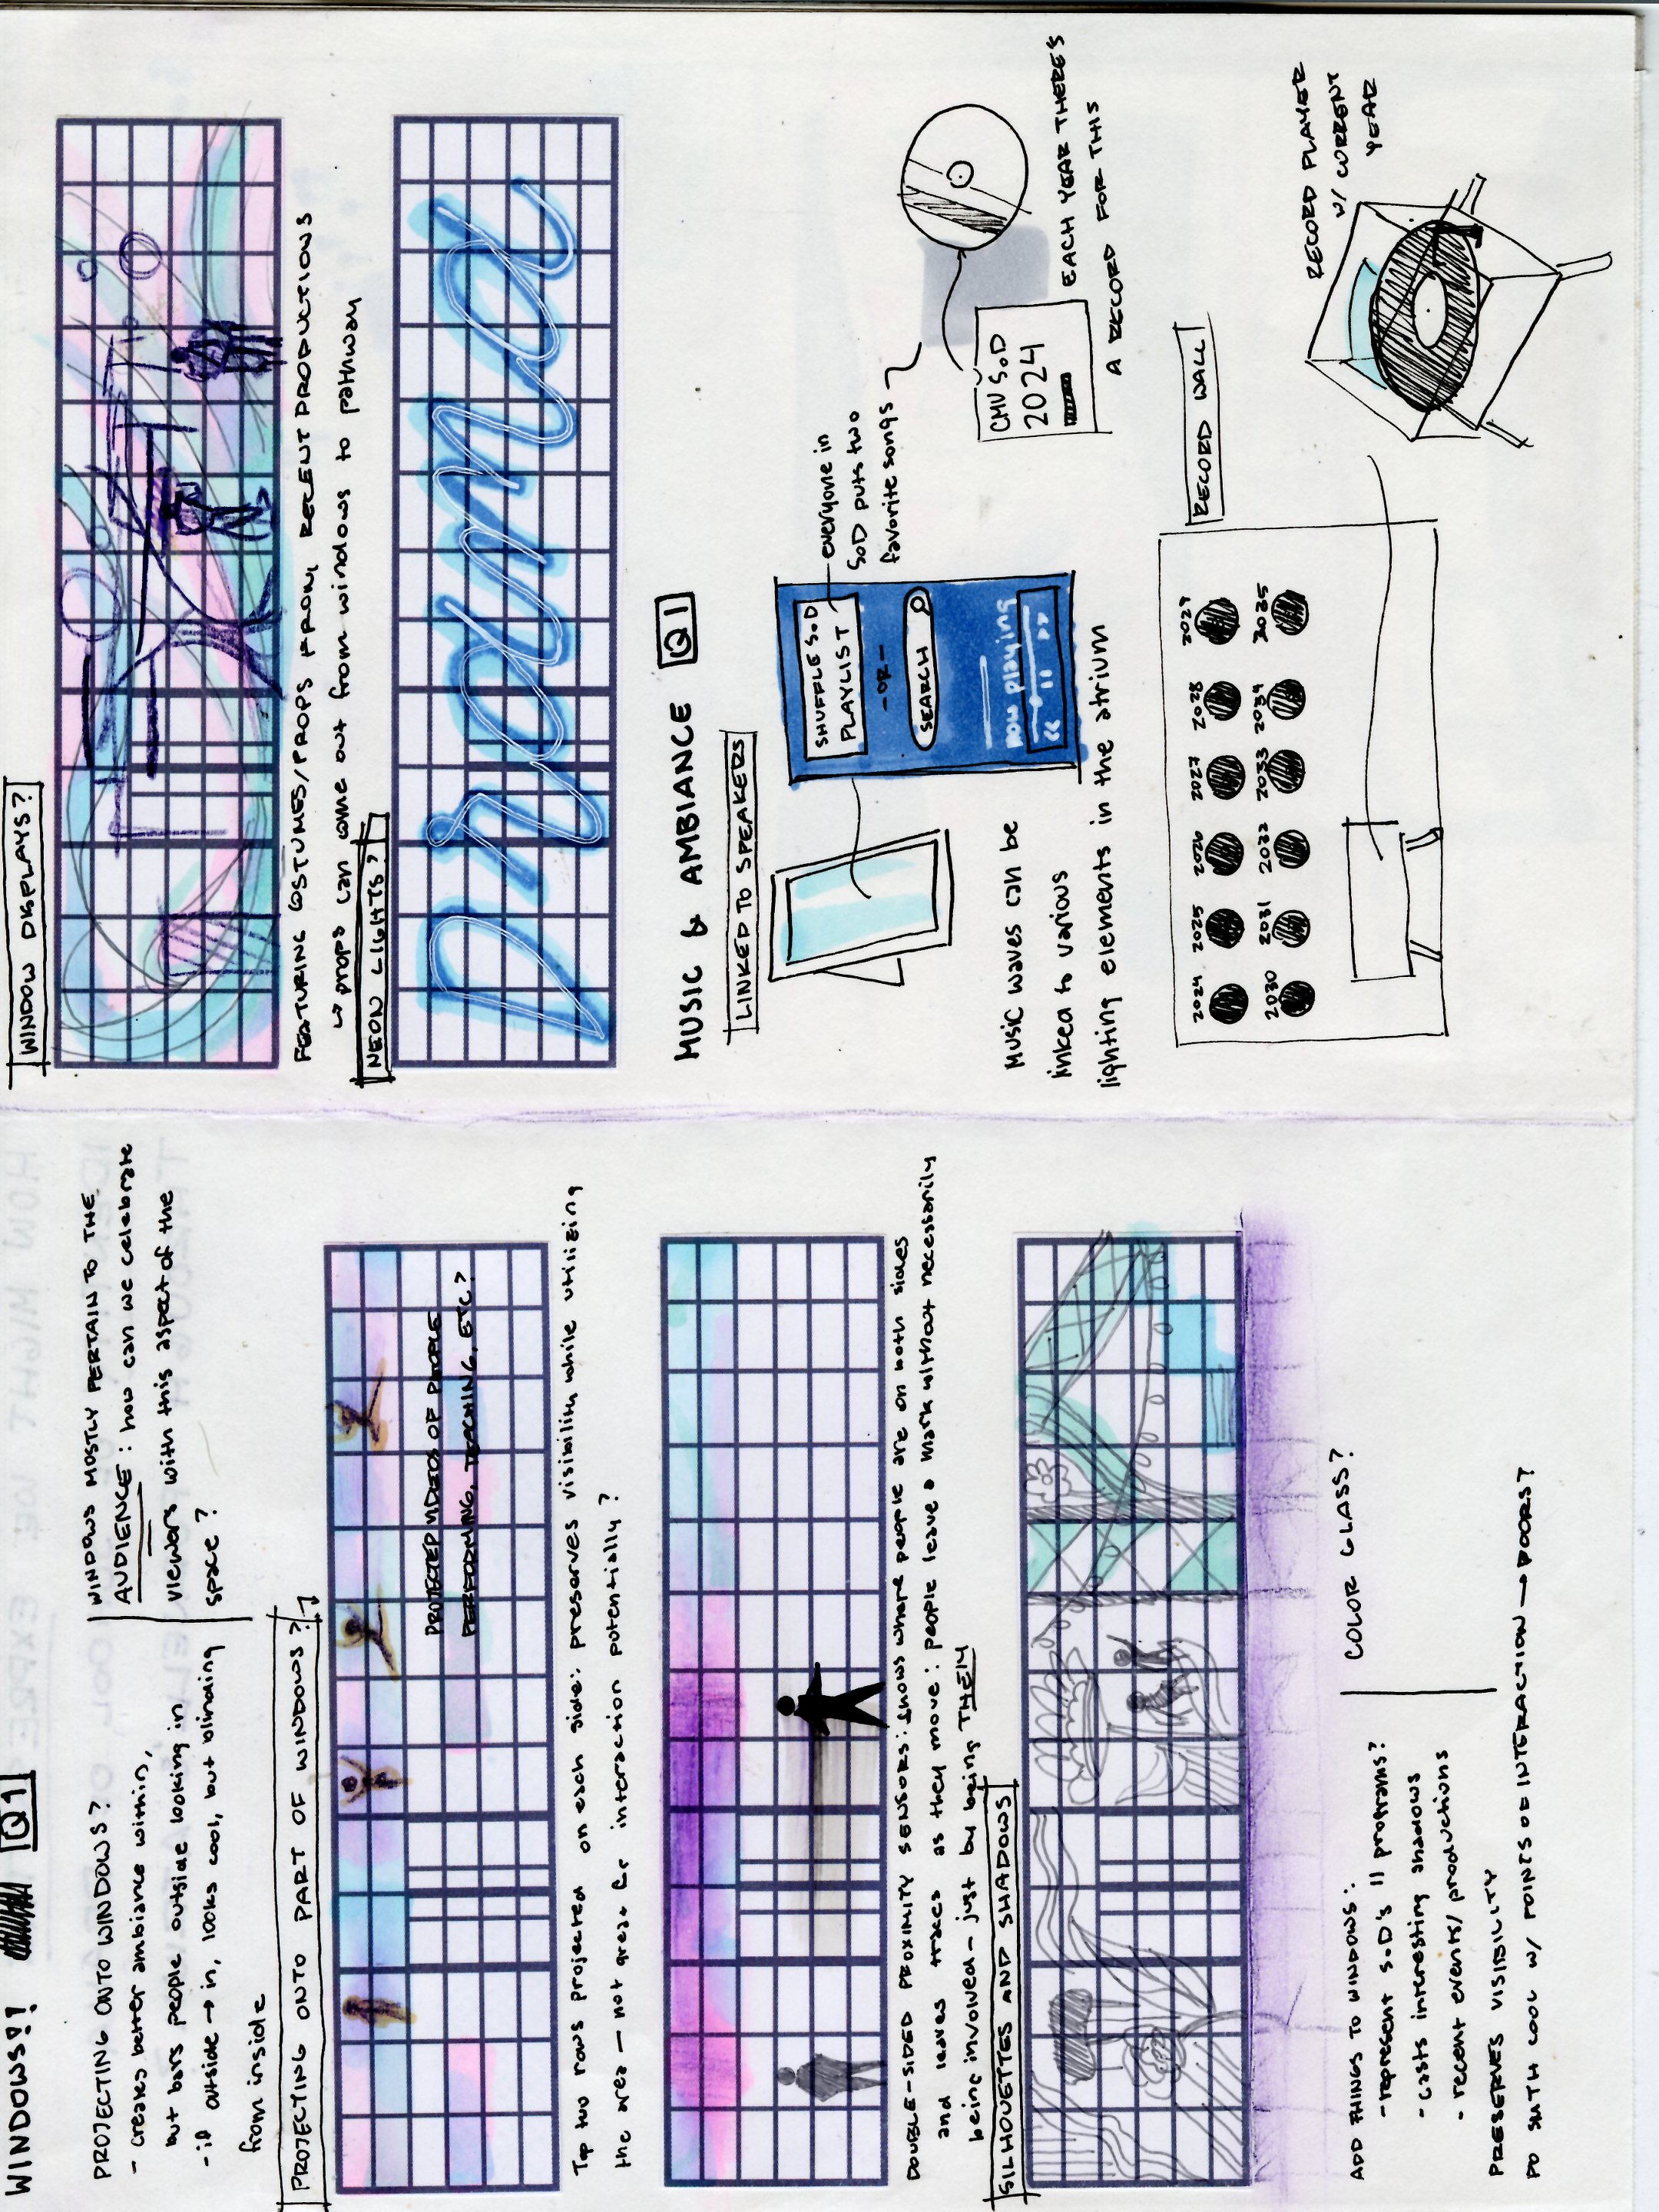 WINDOWS!! Q1
PROJECTING ONTO WINDOWS?
- creates better ambiance within,
but bars people outside looking in
- if outside → in, looks cool, but blinding
from inside
WINDOWS MOSTLY PERTAIN TO THE
AUDIENCE : how can we celebrate
viewers with this aspect of the
space?
PROJECTING ONTO PART OF WINDOWS?
PROJECTED VIDEOS OF PEOPLE
PERFORMING, TEACHING, ETC?
Top two rows projected on each side: preserves visibility while utilizing
the area — not great for interaction potentially?
DOUBLE-SIDED PROXIMITY SENSORS: shows where people are on both sides
and leaves traces as they move: people leave a mark without necessarily
being involved - just by being THEIY
SILHOUETTES AND SHADOWS
ADD THINGS TO WINDOWS:
- represent SoD's 11 programs?
- casts interesting shadows
- recent events/productions
PRESERVES VISIBILITY
DO SMTH COOL W/ POINTS OF INTERACTION → DOORS?
COLOR GLASS?
WINDOW DISPLAYS?
FEATURING COSTUMES/PROPS FROM RECENT PRODUCTIONS
↳ props can come out from windows to pathway
NEON LIGHTS?
Drama
MUSIC & AMBIANCE Q1
LINKED TO SPEAKERS
SHUFFLE SoD
PLAYLIST
- OR -
SEARCH
now playing
everyone in
SoD puts two
favorite songs
Music waves can be
linked to various
lighting elements in the atrium
CMU SoD
2024
EACH YEAR THERE'S
A RECORD FOR THIS
2024 2025 2026 2027 2028 2029
2030 2031 2032 2033 2034 2035
RECORD WALL
RECORD PLAYER
W/ CURRENT
YEAR